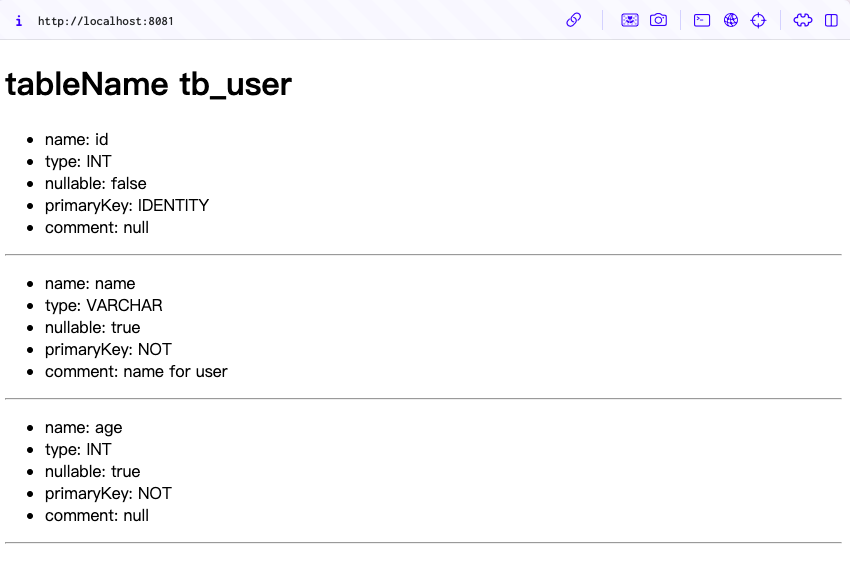 i http://localhost:8081
tableName tb_user
name: id
type: INT
nullable: false
primaryKey: IDENTITY
comment: null
name: name
type: VARCHAR
nullable: true
primaryKey: NOT
comment: name for user
name: age
type: INT
nullable: true
primaryKey: NOT
comment: null